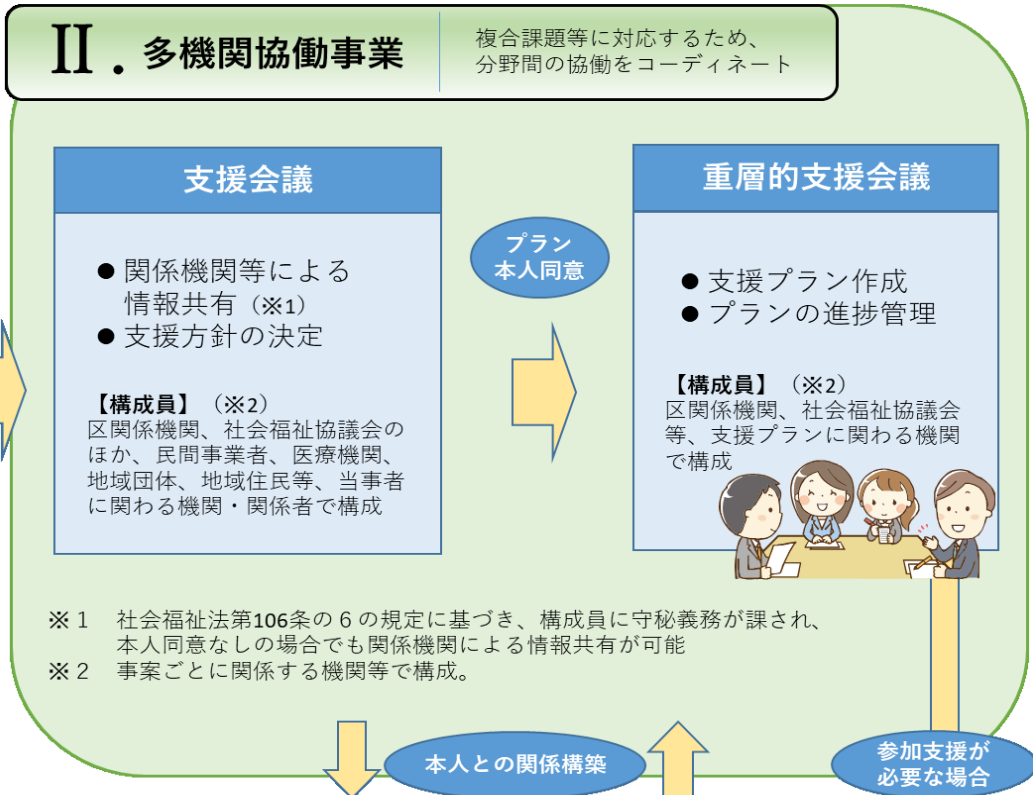 Ⅱ．多機関協働事業
複合課題等に対応するため、
分野間の協働をコーディネート
支援会議
● 関係機関等による
情報共有（※1）
● 支援方針の決定
【構成員】（※2）
区関係機関、社会福祉協議会の
ほか、民間事業者、医療機関、
地域団体、地域住民等、当事者
に関わる機関・関係者で構成
プラン
本人同意
重層的支援会議
● 支援プラン作成
● プランの進捗管理
【構成員】（※2）
区関係機関、社会福祉協議会
等、支援プランに関わる機関
で構成
※１　社会福祉法第106条の６の規定に基づき、構成員に守秘義務が課され、
本人同意なしの場合でも関係機関による情報共有が可能
※２　事案ごとに関係する機関等で構成。
本人との関係構築
参加支援が
必要な場合